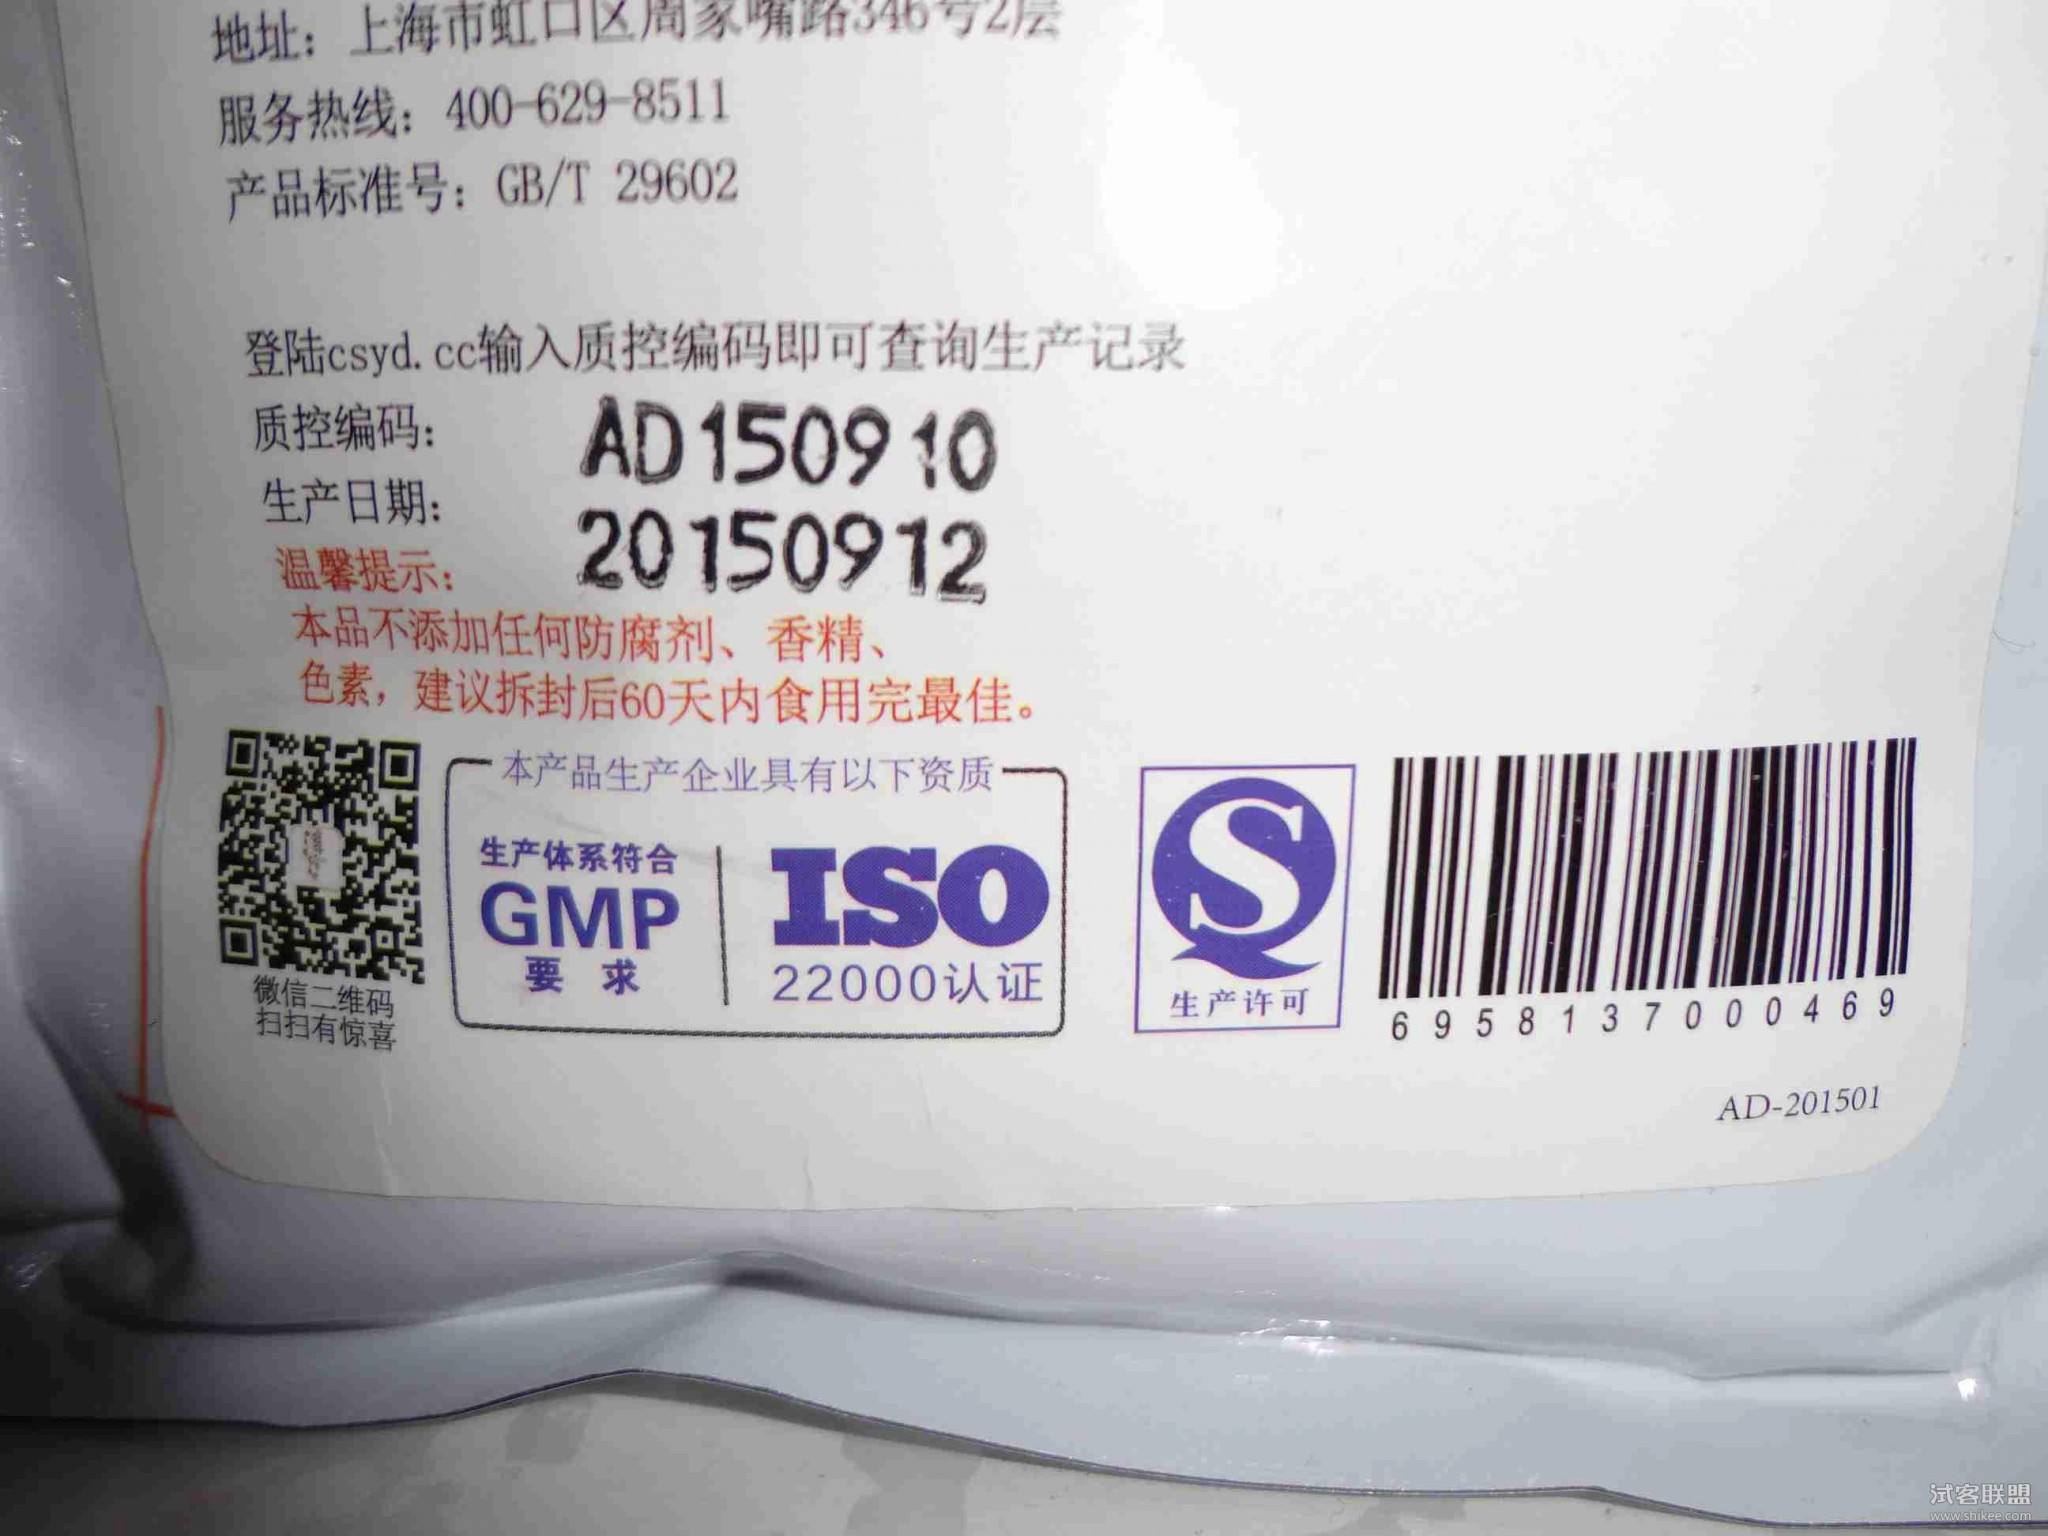 地址：上海市虹口区周家嘴路346号2层
服务热线：400-629-8511
产品标准号：GB/T 29602
登陆csyd.cc输入质控编码即可查询生产记录
质控编码：AD150910
生产日期：20150912
温馨提示：
本品不添加任何防腐剂、香精、
色素，建议拆封后60天内食用完最佳。
微信二维码
扫扫有惊喜
本产品生产企业具有以下资质
生产体系符合
GMP
要求
ISO
22000认证
生产许可
6958137000469
AD-201501
试客联盟
www.shikee.com